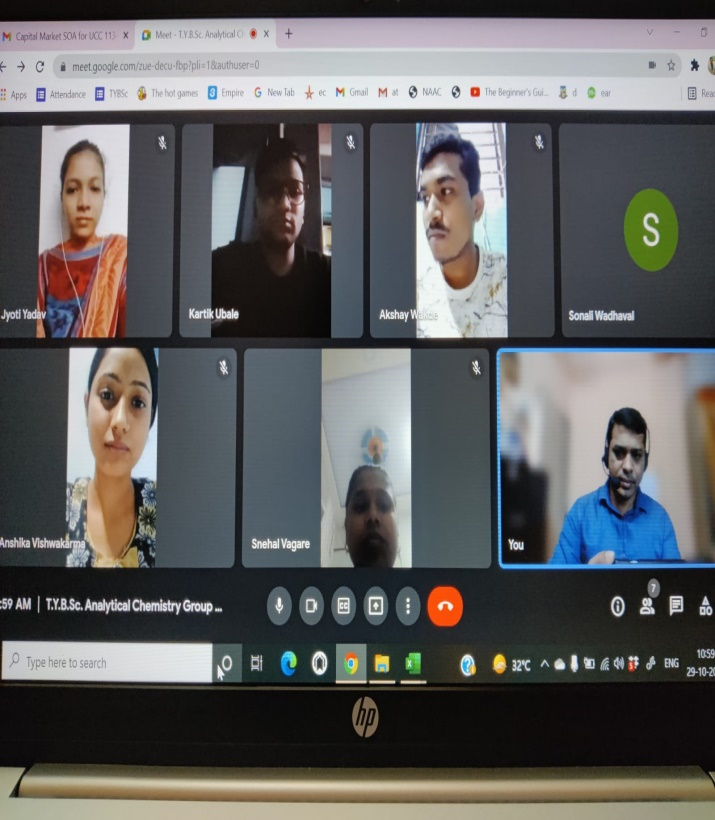 Capital Market SOA for UCC 113
Meet - T.Y.B.Sc. Analytical Cl
meet.google.com/zue-decu-fbp?pli=1&authuser=0
Apps Attendance TYBSc The hot games Empire New Tab ec Gmail at NAAC The Beginner's Gui... d ear
Jyoti Yadav
Kartik Ubale
Akshay
S
Sonali Wadhaval
Anshika Vishwakarma
Snehal Vagare
You
:59 AM | T.Y.B.Sc. Analytical Chemistry Group ...
7
Type here to search
32°C ENG
10:59
29-10-20
hp